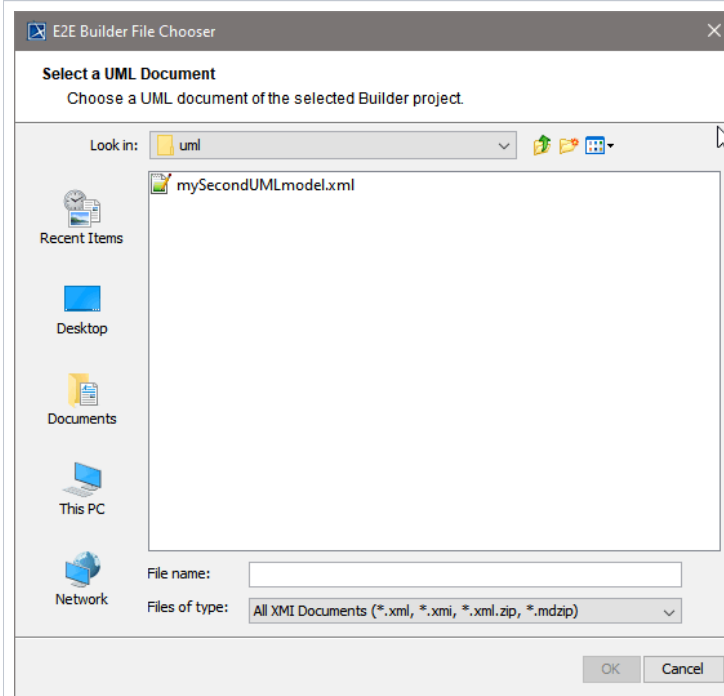 E2E Builder File Chooser
Select a UML Document
Choose a UML document of the selected Builder project.
Look in:
uml
mySecondUMLmodel.xml
Recent Items
Desktop
Documents
This PC
Network
File name:
Files of type:
All XMI Documents (*.xml, *.xmi, *.xml.zip, *.mdzip)
OK
Cancel